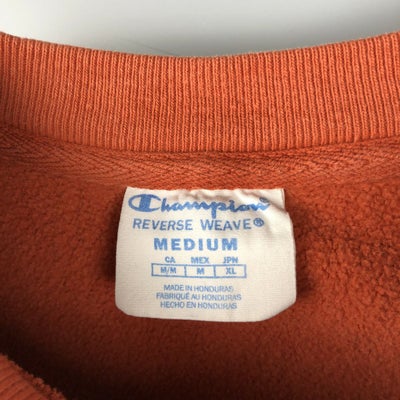 Champion
REVERSE WEAVE®
MEDIUM
CA MEX JPN
M/M M XL
MADE IN HONDURAS
FABRIQUÉ AU HONDURAS
HECHO EN HONDURAS